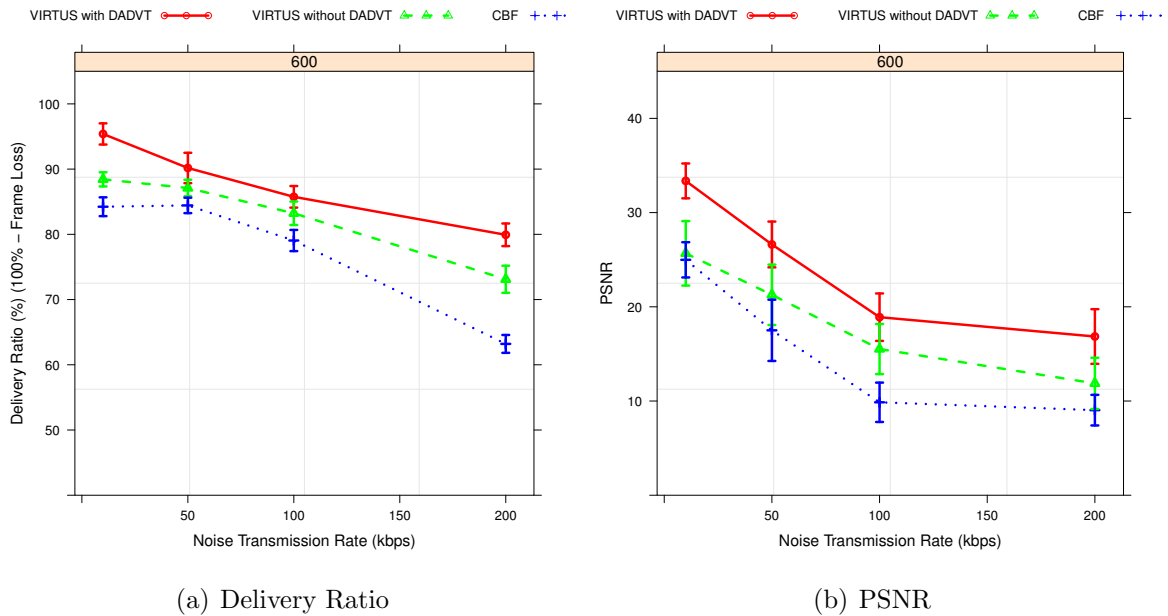 VIRTUS with DADVT VIRTUS without DADVT CBF
600
Delivery Ratio (%) (100% − Frame Loss)
100
90
80
70
60
50
50 100 150 200
Noise Transmission Rate (kbps)
(a) Delivery Ratio
VIRTUS with DADVT VIRTUS without DADVT CBF
600
PSNR
40
30
20
10
50 100 150 200
Noise Transmission Rate (kbps)
(b) PSNR